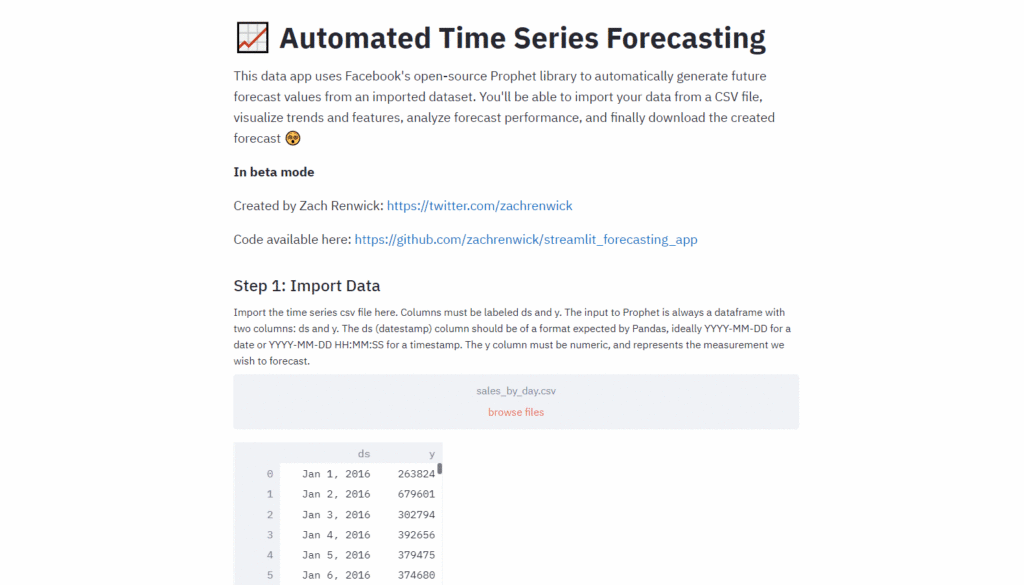 Automated Time Series Forecasting
This data app uses Facebook's open-source Prophet library to automatically generate future
forecast values from an imported dataset. You'll be able to import your data from a CSV file,
visualize trends and features, analyze forecast performance, and finally download the created
forecast 😵
In beta mode
Created by Zach Renwick: https://twitter.com/zachrenwick
Code available here: https://github.com/zachrenwick/streamlit_forecasting_app
Step 1: Import Data
Import the time series csv file here. Columns must be labeled ds and y. The input to Prophet is always a dataframe with
two columns: ds and y. The ds (datestamp) column should be of a format expected by Pandas, ideally YYYY-MM-DD for a
date or YYYY-MM-DD HH:MM:SS for a timestamp. The y column must be numeric, and represents the measurement we
wish to forecast.
sales_by_day.csv
browse files
ds y
0 Jan 1, 2016 263824
1 Jan 2, 2016 679601
2 Jan 3, 2016 302794
3 Jan 4, 2016 392656
4 Jan 5, 2016 379475
5 Jan 6, 2016 374680